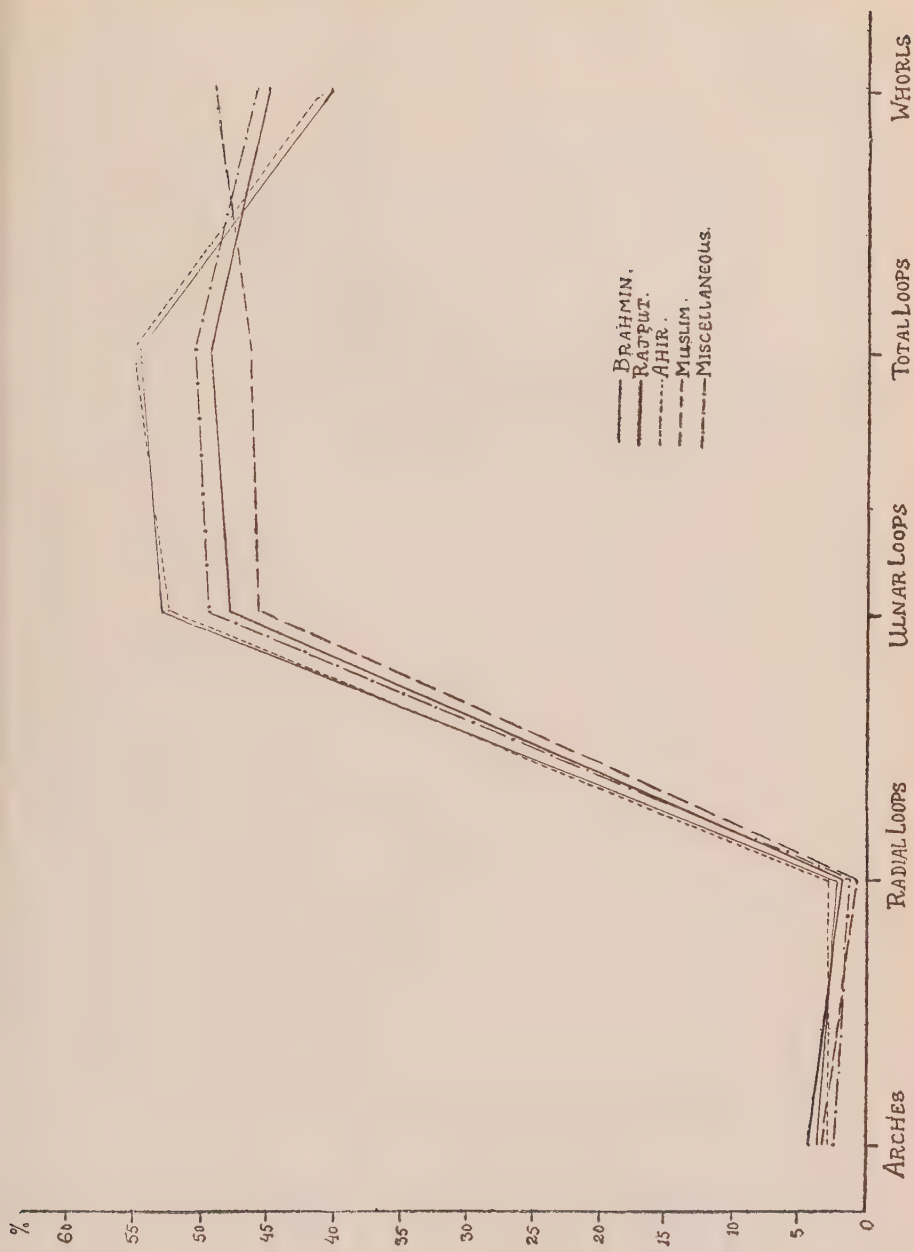 %
60
55
50
45
40
35
30
25
20
15
10
5
0
BRAHMIN.
RAJPUT.
AHIR.
MUSLIM.
MISCELLANEOUS.
ARCHES
RADIAL LOOPS
ULNAR LOOPS
TOTAL LOOPS
WHORLS